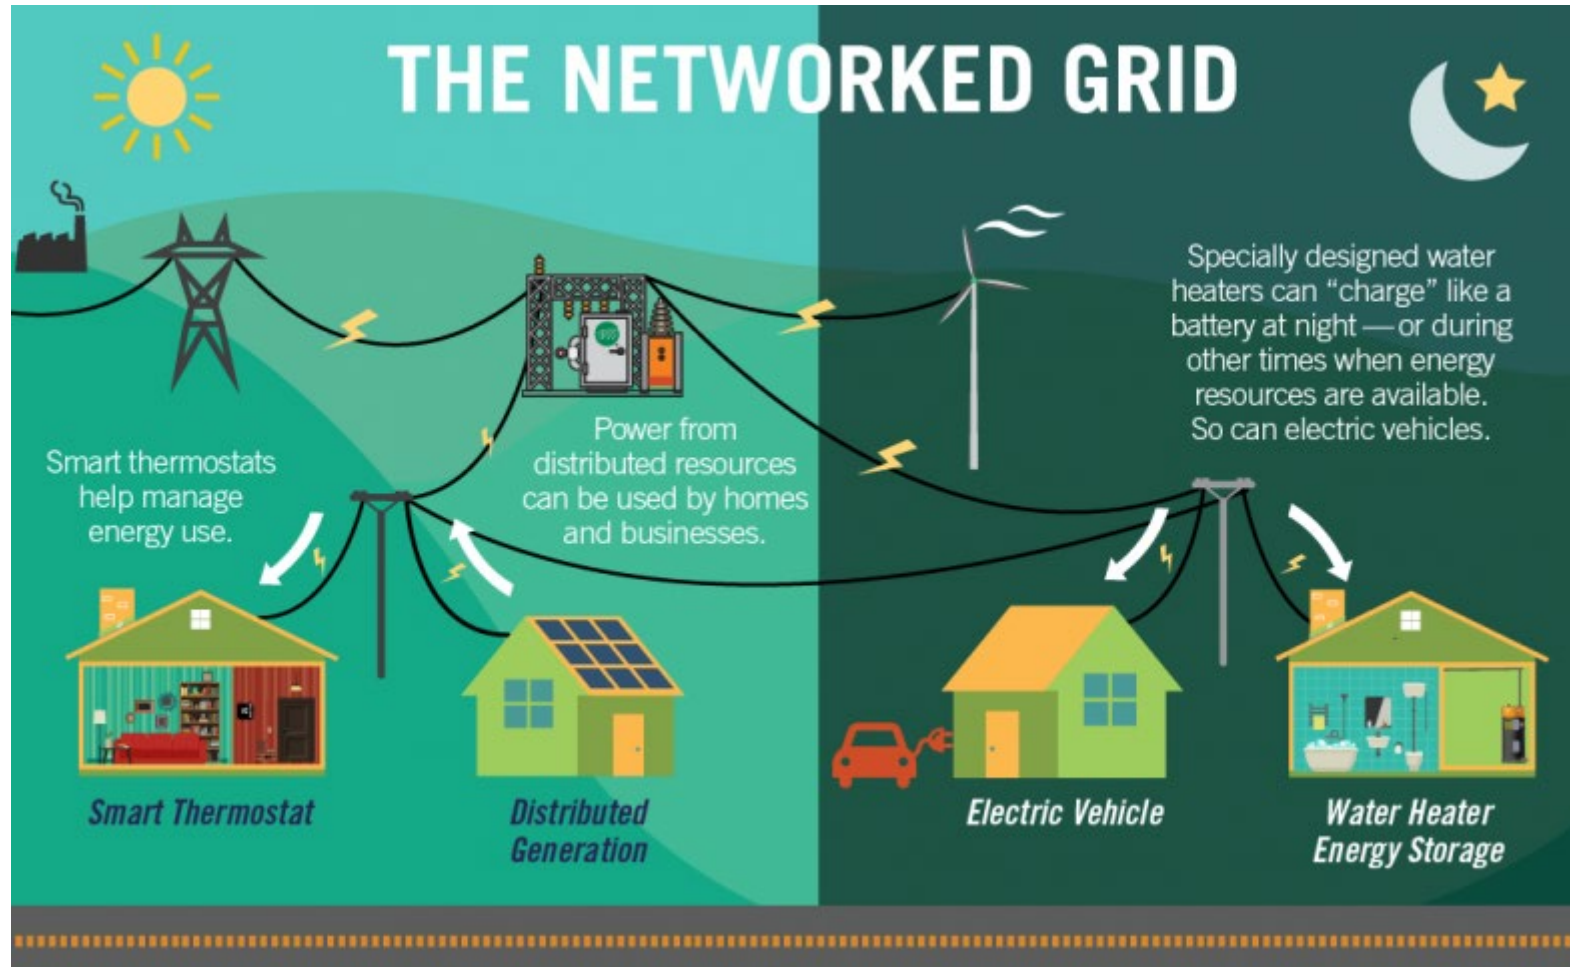 THE NETWORKED GRID
Specially designed water
heaters can “charge” like a
battery at night — or during
other times when energy
resources are available.
So can electric vehicles.
Smart thermostats
help manage
energy use.
Power from
distributed resources
can be used by homes
and businesses.
Smart Thermostat
Distributed
Generation
Electric Vehicle
Water Heater
Energy Storage